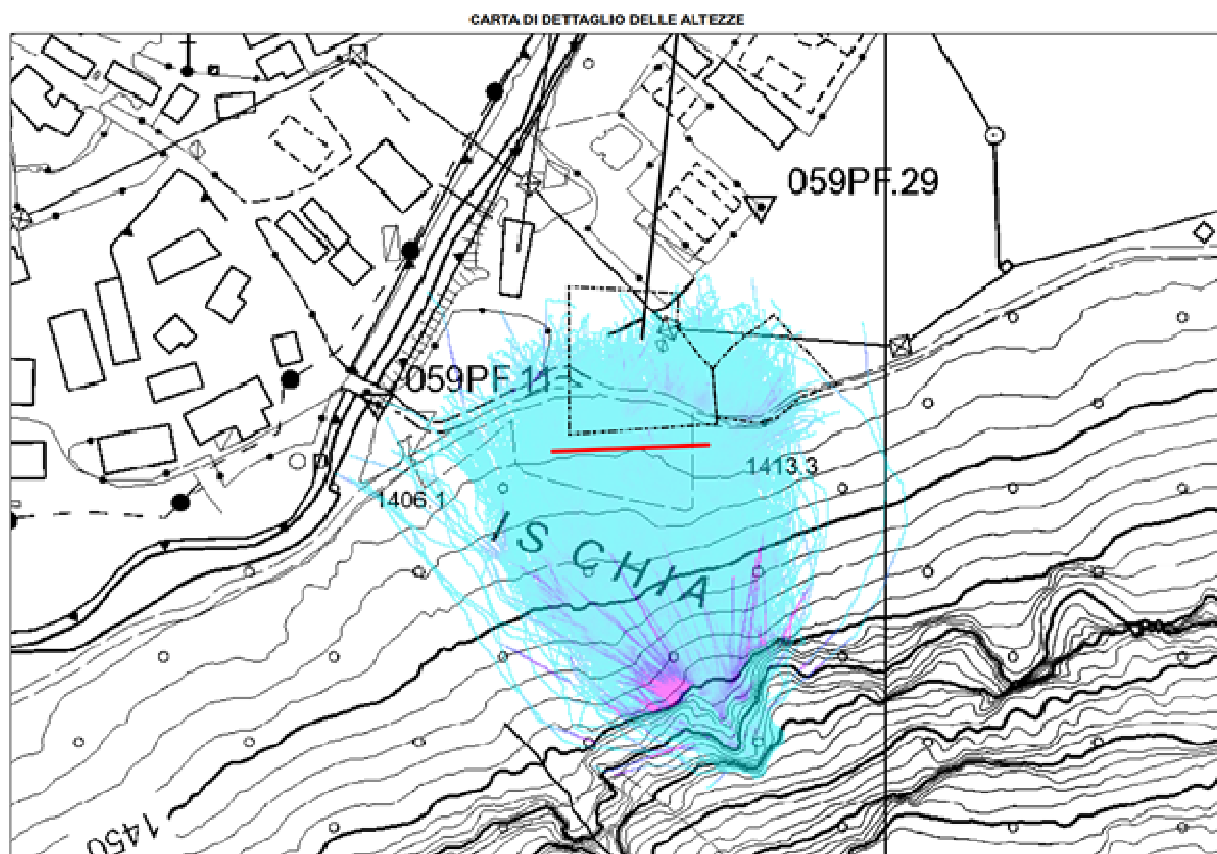 CARTA DI DETTAGLIO DELLE ALTEZZE
059PF.29
059PF.11
1413.3
1406.1
ISCHIA
1450